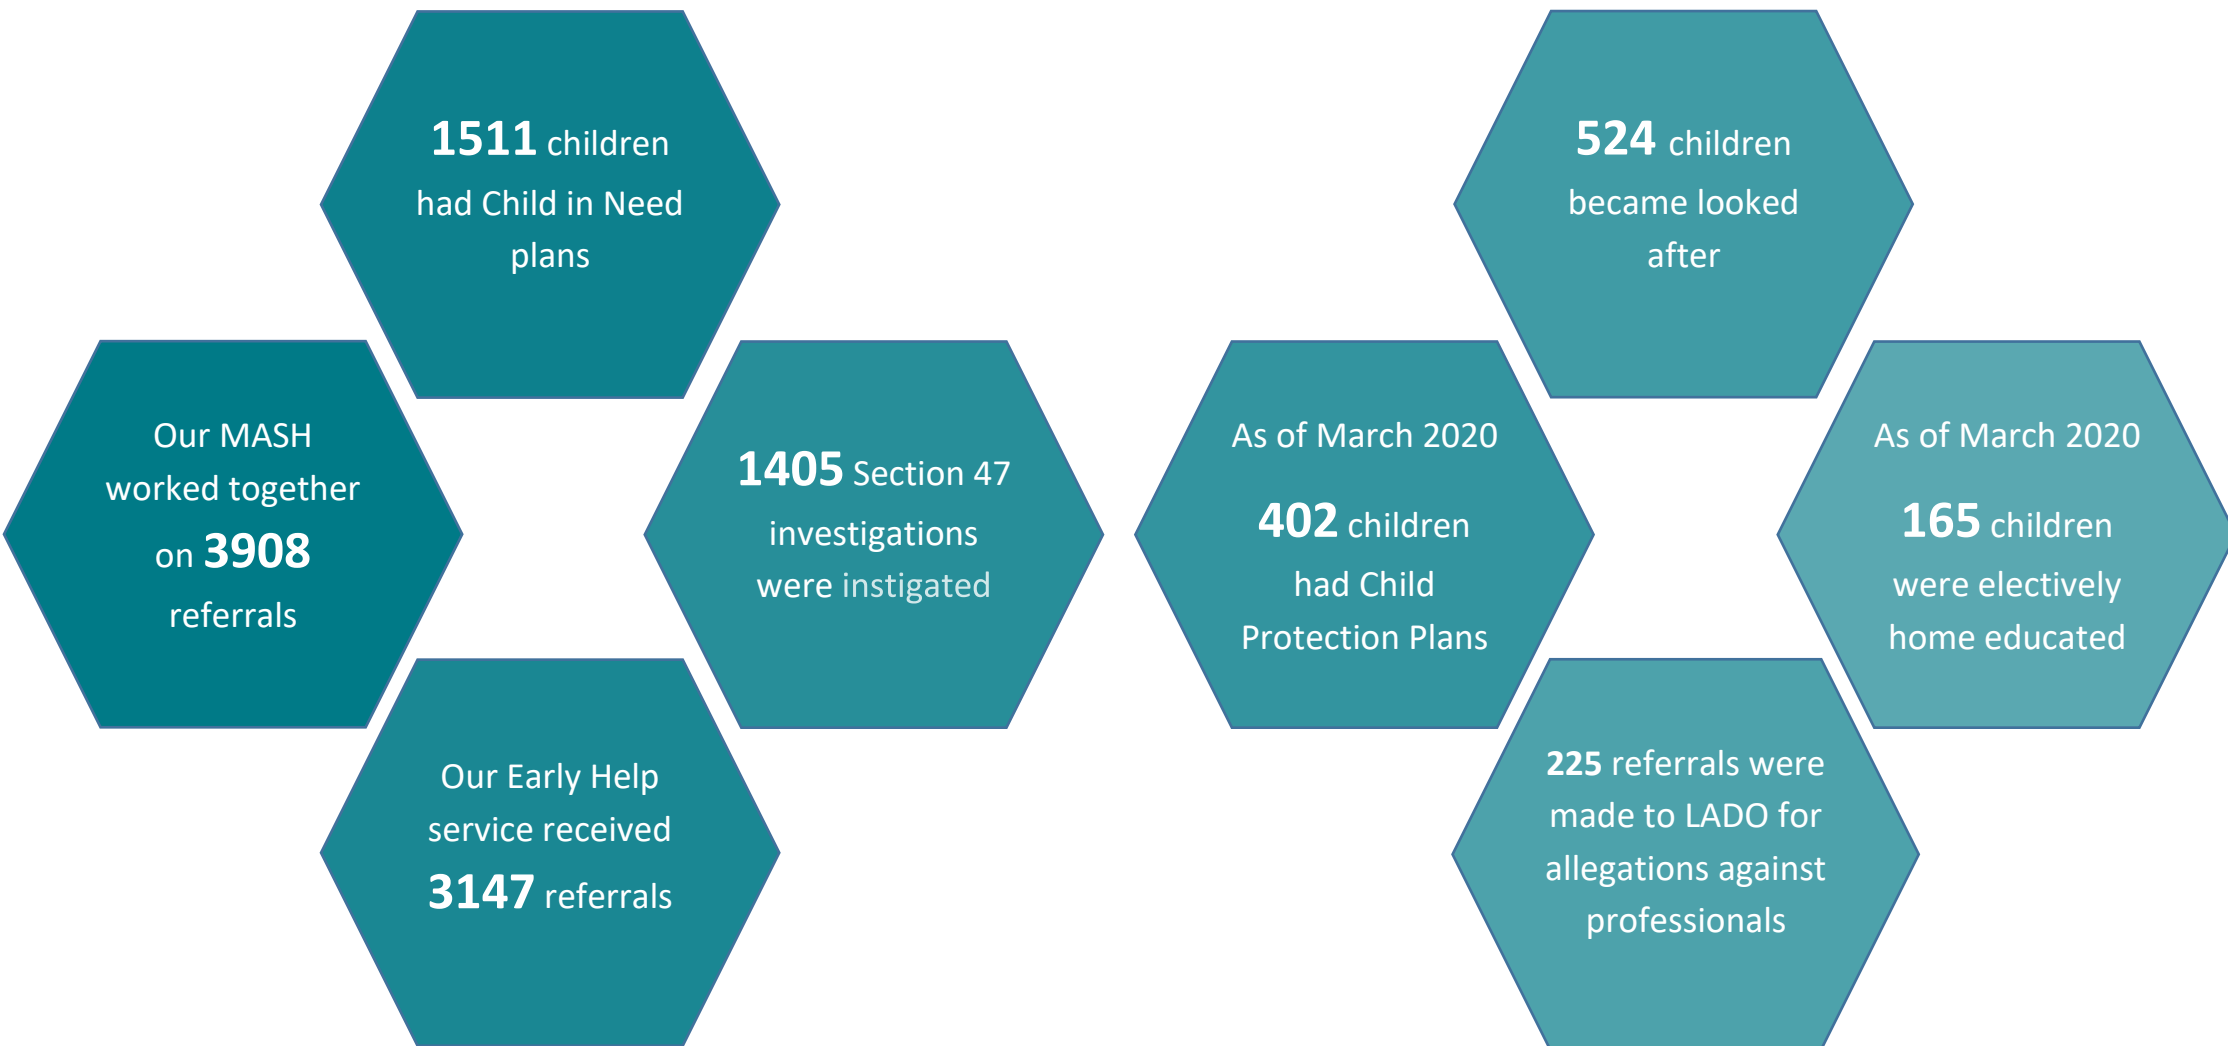 1511 children
had Child in Need
plans
Our MASH
worked together
on 3908
referrals
1405 Section 47
investigations
were instigated
Our Early Help
service received
3147 referrals
524 children
became looked
after
As of March 2020
402 children
had Child
Protection Plans
As of March 2020
165 children
were electively
home educated
225 referrals were
made to LADO for
allegations against
professionals